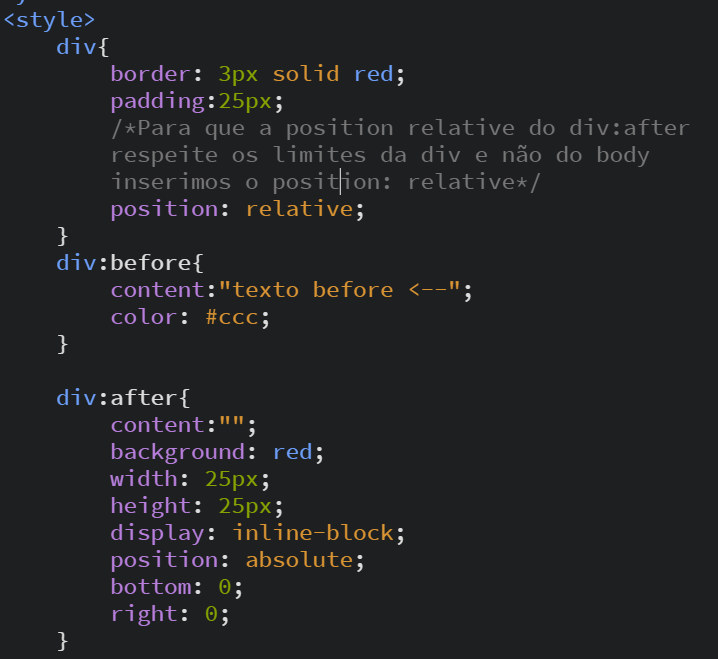 <style>
div{
border: 3px solid red;
padding:25px;
/*Para que a position relative do div:after
respeite os limites da div e não do body
inserimos o position: relative*/
position: relative;
}
div:before{
content:"texto before <--";
color: #ccc;
}
div:after{
content:"";
background: red;
width: 25px;
height: 25px;
display: inline-block;
position: absolute;
bottom: 0;
right: 0;
}